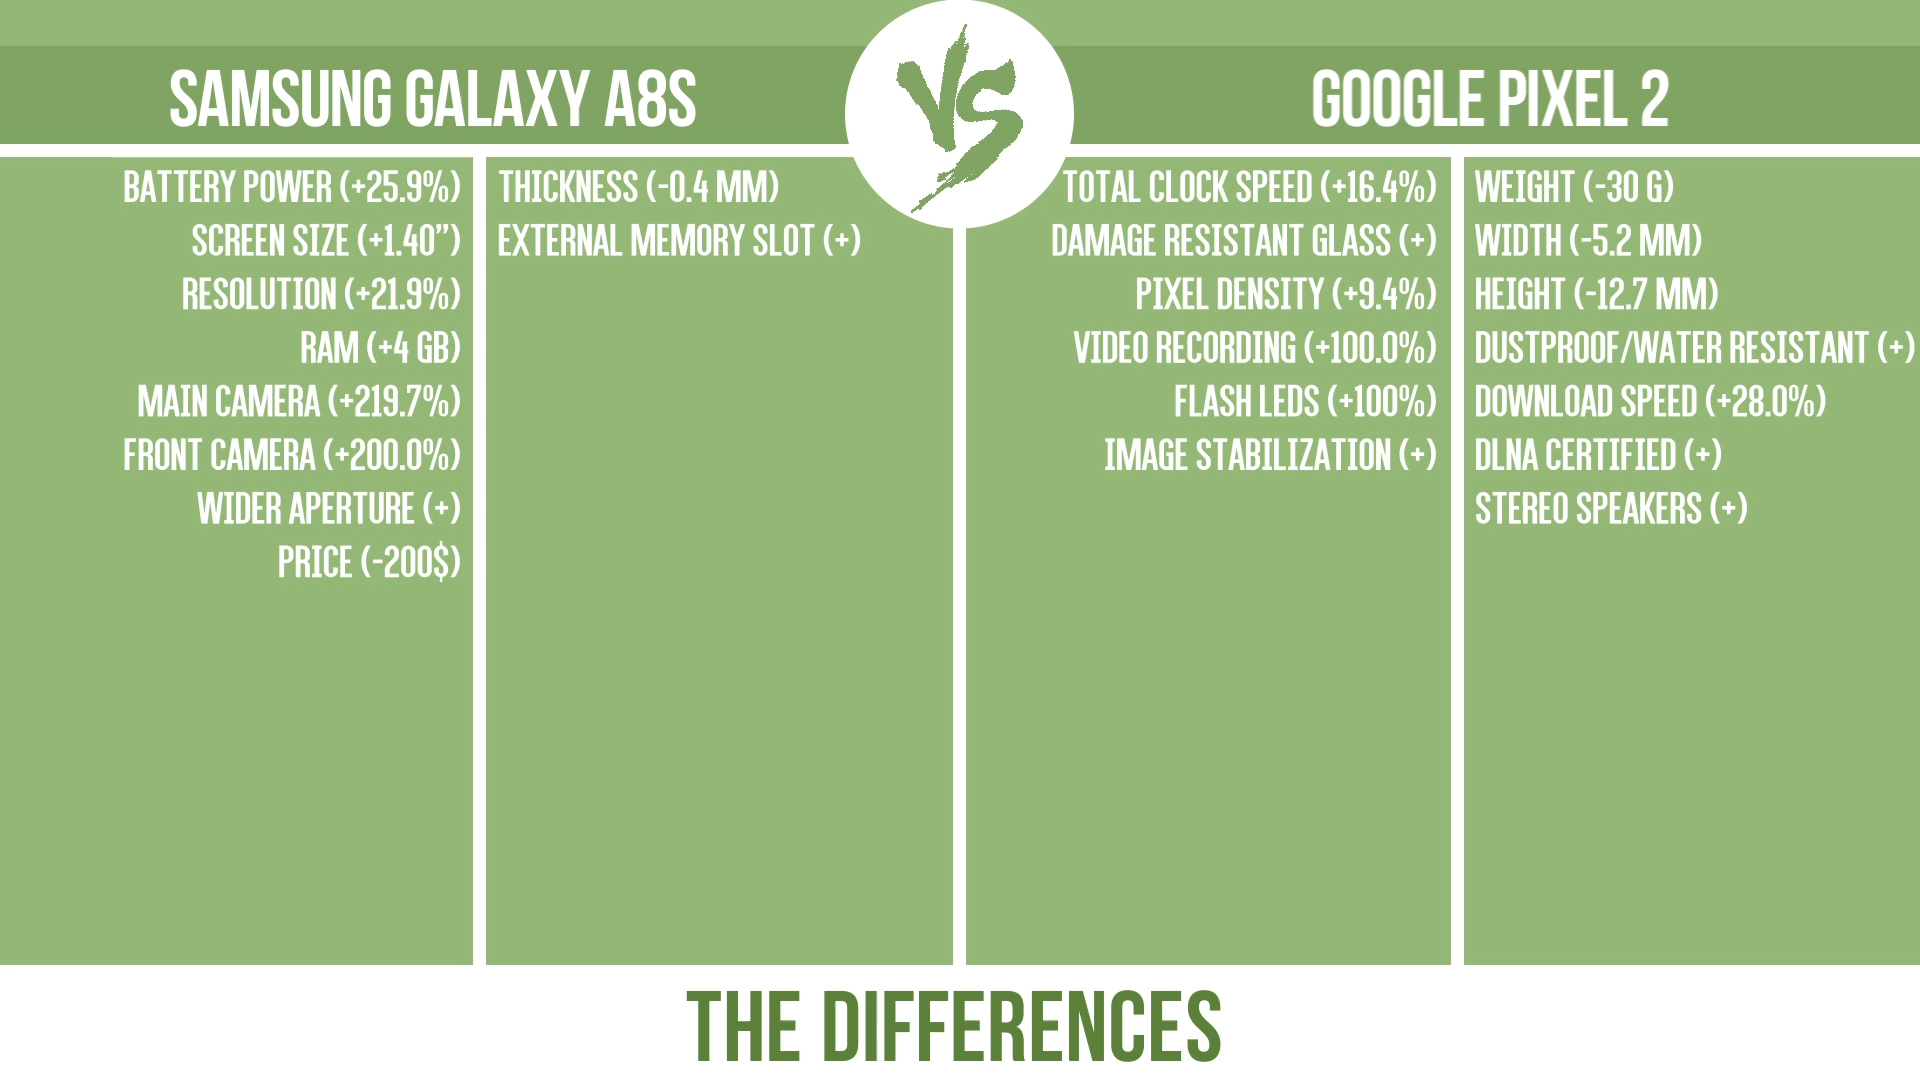 SAMSUNG GALAXY A8S
VS
GOOGLE PIXEL 2
BATTERY POWER (+25.9%)
SCREEN SIZE (+1.40”)
RESOLUTION (+21.9%)
RAM (+4 GB)
MAIN CAMERA (+219.7%)
FRONT CAMERA (+200.0%)
WIDER APERTURE (+)
PRICE (-200$)
THICKNESS (-0.4 MM)
EXTERNAL MEMORY SLOT (+)
TOTAL CLOCK SPEED (+16.4%)
DAMAGE RESISTANT GLASS (+)
PIXEL DENSITY (+9.4%)
VIDEO RECORDING (+100.0%)
FLASH LEDS (+100%)
IMAGE STABILIZATION (+)
WEIGHT (-30 G)
WIDTH (-5.2 MM)
HEIGHT (-12.7 MM)
DUSTPROOF/WATER RESISTANT (+)
DOWNLOAD SPEED (+28.0%)
DLNA CERTIFIED (+)
STEREO SPEAKERS (+)
THE DIFFERENCES